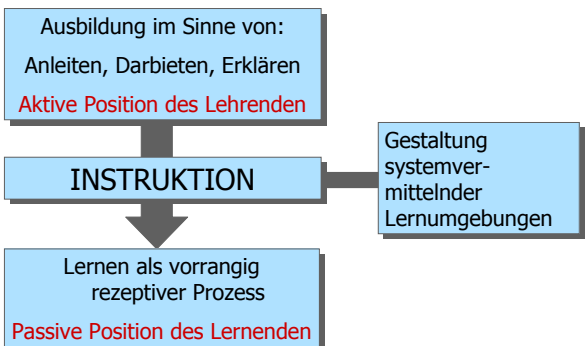 Ausbildung im Sinne von:
Anleiten, Darbieten, Erklären
Aktive Position des Lehrenden
INSTRUKTION
Gestaltung
systemver-
mittelnder
Lernumgebungen
Lernen als vorrangig
rezeptiver Prozess
Passive Position des Lernenden